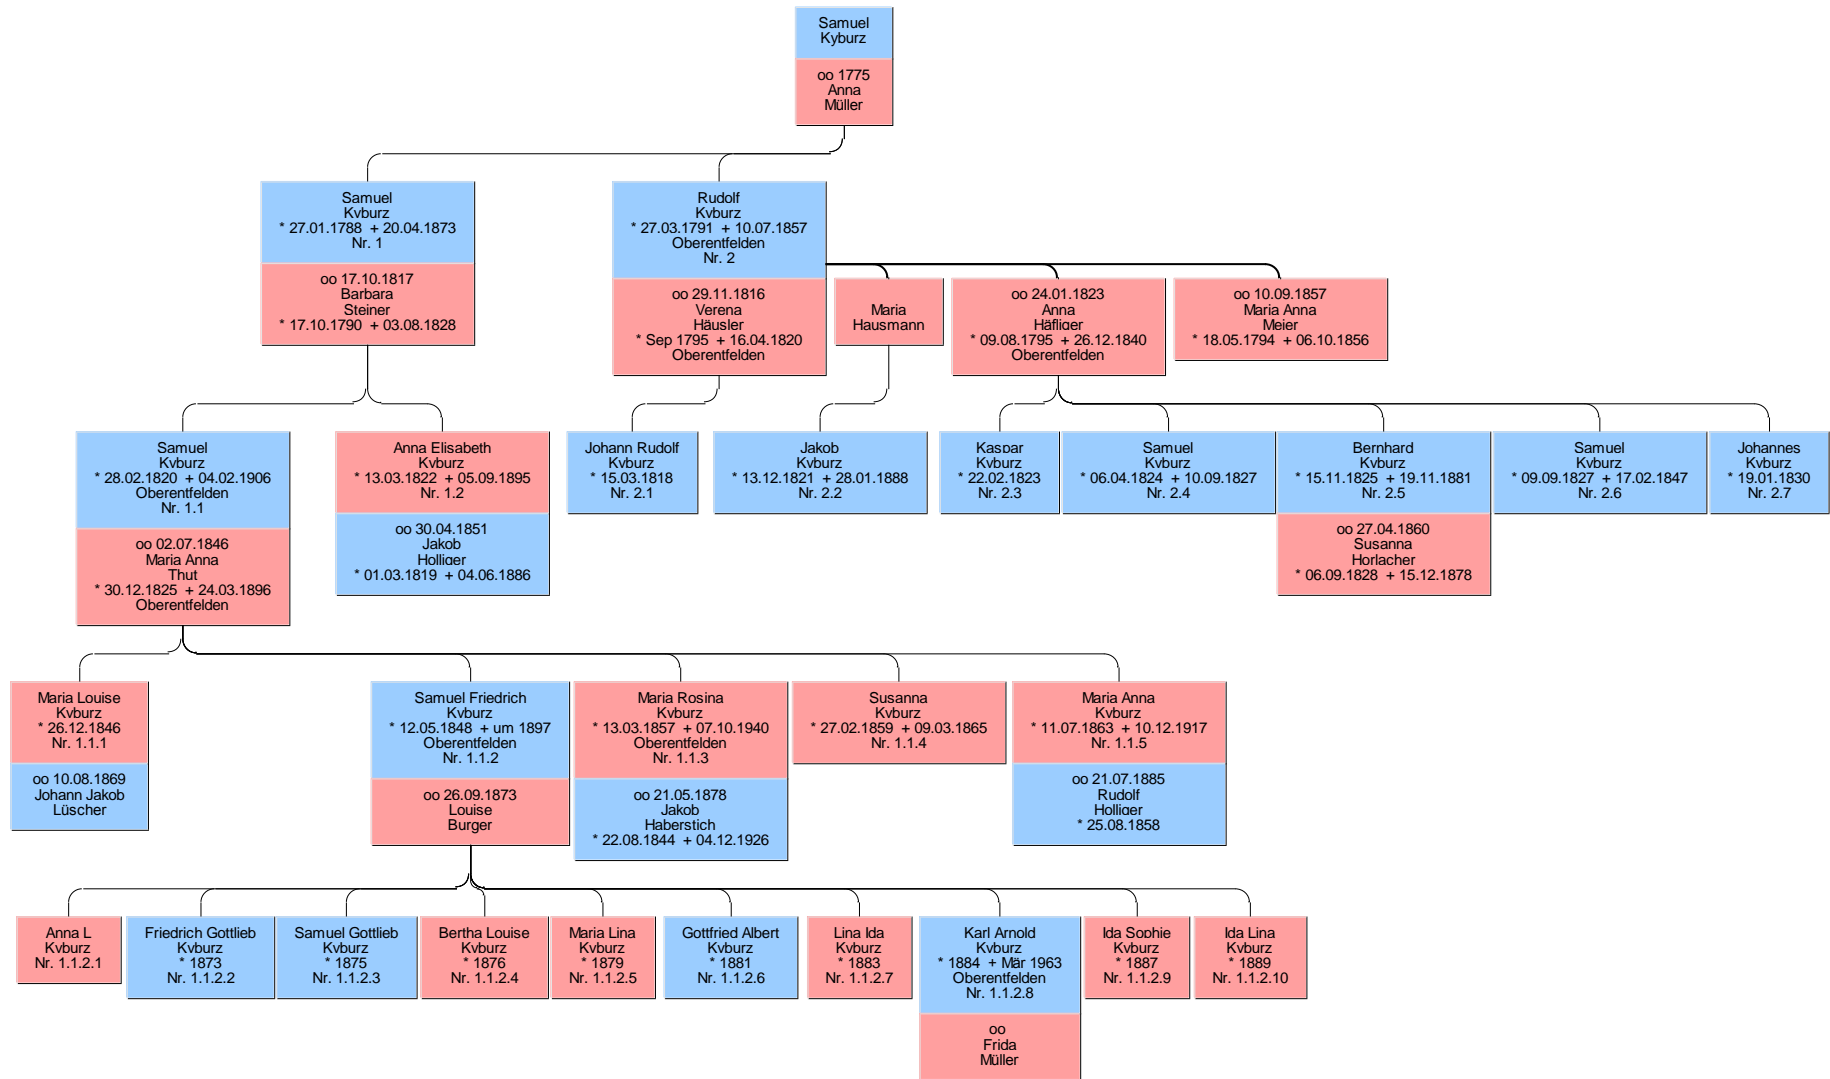 Samuel
Kyburz
oo 1775
Anna
Müller
Samuel
Kyburz
* 27.01.1788 + 20.04.1873
Nr. 1
oo 17.10.1817
Barbara
Steiner
* 17.10.1790 + 03.08.1828
Rudolf
Kyburz
* 27.03.1791 + 10.07.1857
Oberentfelden
Nr. 2
oo 29.11.1816
Verena
Häusler
* Sep 1795 + 16.04.1820
Oberentfelden
Maria
Hausmann
oo 24.01.1823
Anna
Häfliger
* 09.08.1795 + 26.12.1840
Oberentfelden
oo 10.09.1857
Maria Anna
Meier
* 18.05.1794 + 06.10.1856
Samuel
Kyburz
* 28.02.1820 + 04.02.1906
Oberentfelden
Nr. 1.1
oo 02.07.1846
Maria Anna
Thut
* 30.12.1825 + 24.03.1896
Oberentfelden
Anna Elisabeth
Kyburz
* 13.03.1822 + 05.09.1895
Nr. 1.2
oo 30.04.1851
Jakob
Holliger
* 01.03.1819 + 04.06.1886
Johann Rudolf
Kyburz
* 15.03.1818
Nr. 2.1
Jakob
Kyburz
* 13.12.1821 + 28.01.1888
Nr. 2.2
Kaspar
Kyburz
* 22.02.1823
Nr. 2.3
Samuel
Kyburz
* 06.04.1824 + 10.09.1827
Nr. 2.4
Bernhard
Kyburz
* 15.11.1825 + 19.11.1881
Nr. 2.5
oo 27.04.1860
Susanna
Horlacher
* 06.09.1828 + 15.12.1878
Samuel
Kyburz
* 09.09.1827 + 17.02.1847
Nr. 2.6
Johannes
Kyburz
* 19.01.1830
Nr. 2.7
Maria Louise
Kyburz
* 26.12.1846
Nr. 1.1.1
oo 10.08.1869
Johann Jakob
Lüscher
Samuel Friedrich
Kyburz
* 12.05.1848 + um 1897
Oberentfelden
Nr. 1.1.2
oo 26.09.1873
Louise
Burger
Maria Rosina
Kyburz
* 13.03.1857 + 07.10.1940
Oberentfelden
Nr. 1.1.3
oo 21.05.1878
Jakob
Haberstich
* 22.08.1844 + 04.12.1926
Susanna
Kyburz
* 27.02.1859 + 09.03.1865
Nr. 1.1.4
Maria Anna
Kyburz
* 11.07.1863 + 10.12.1917
Nr. 1.1.5
oo 21.07.1885
Rudolf
Holliger
* 25.08.1858
Anna L
Kyburz
Nr. 1.1.2.1
Friedrich Gottlieb
Kyburz
* 1873
Nr. 1.1.2.2
Samuel Gottlieb
Kyburz
* 1875
Nr. 1.1.2.3
Bertha Louise
Kyburz
* 1876
Nr. 1.1.2.4
Maria Lina
Kyburz
* 1879
Nr. 1.1.2.5
Gottfried Albert
Kyburz
* 1881
Nr. 1.1.2.6
Lina Ida
Kyburz
* 1883
Nr. 1.1.2.7
Karl Arnold
Kyburz
* 1884 + Mär 1963
Oberentfelden
Nr. 1.1.2.8
oo
Frida
Müller
Ida Sophie
Kyburz
* 1887
Nr. 1.1.2.9
Ida Lina
Kyburz
* 1889
Nr. 1.1.2.10